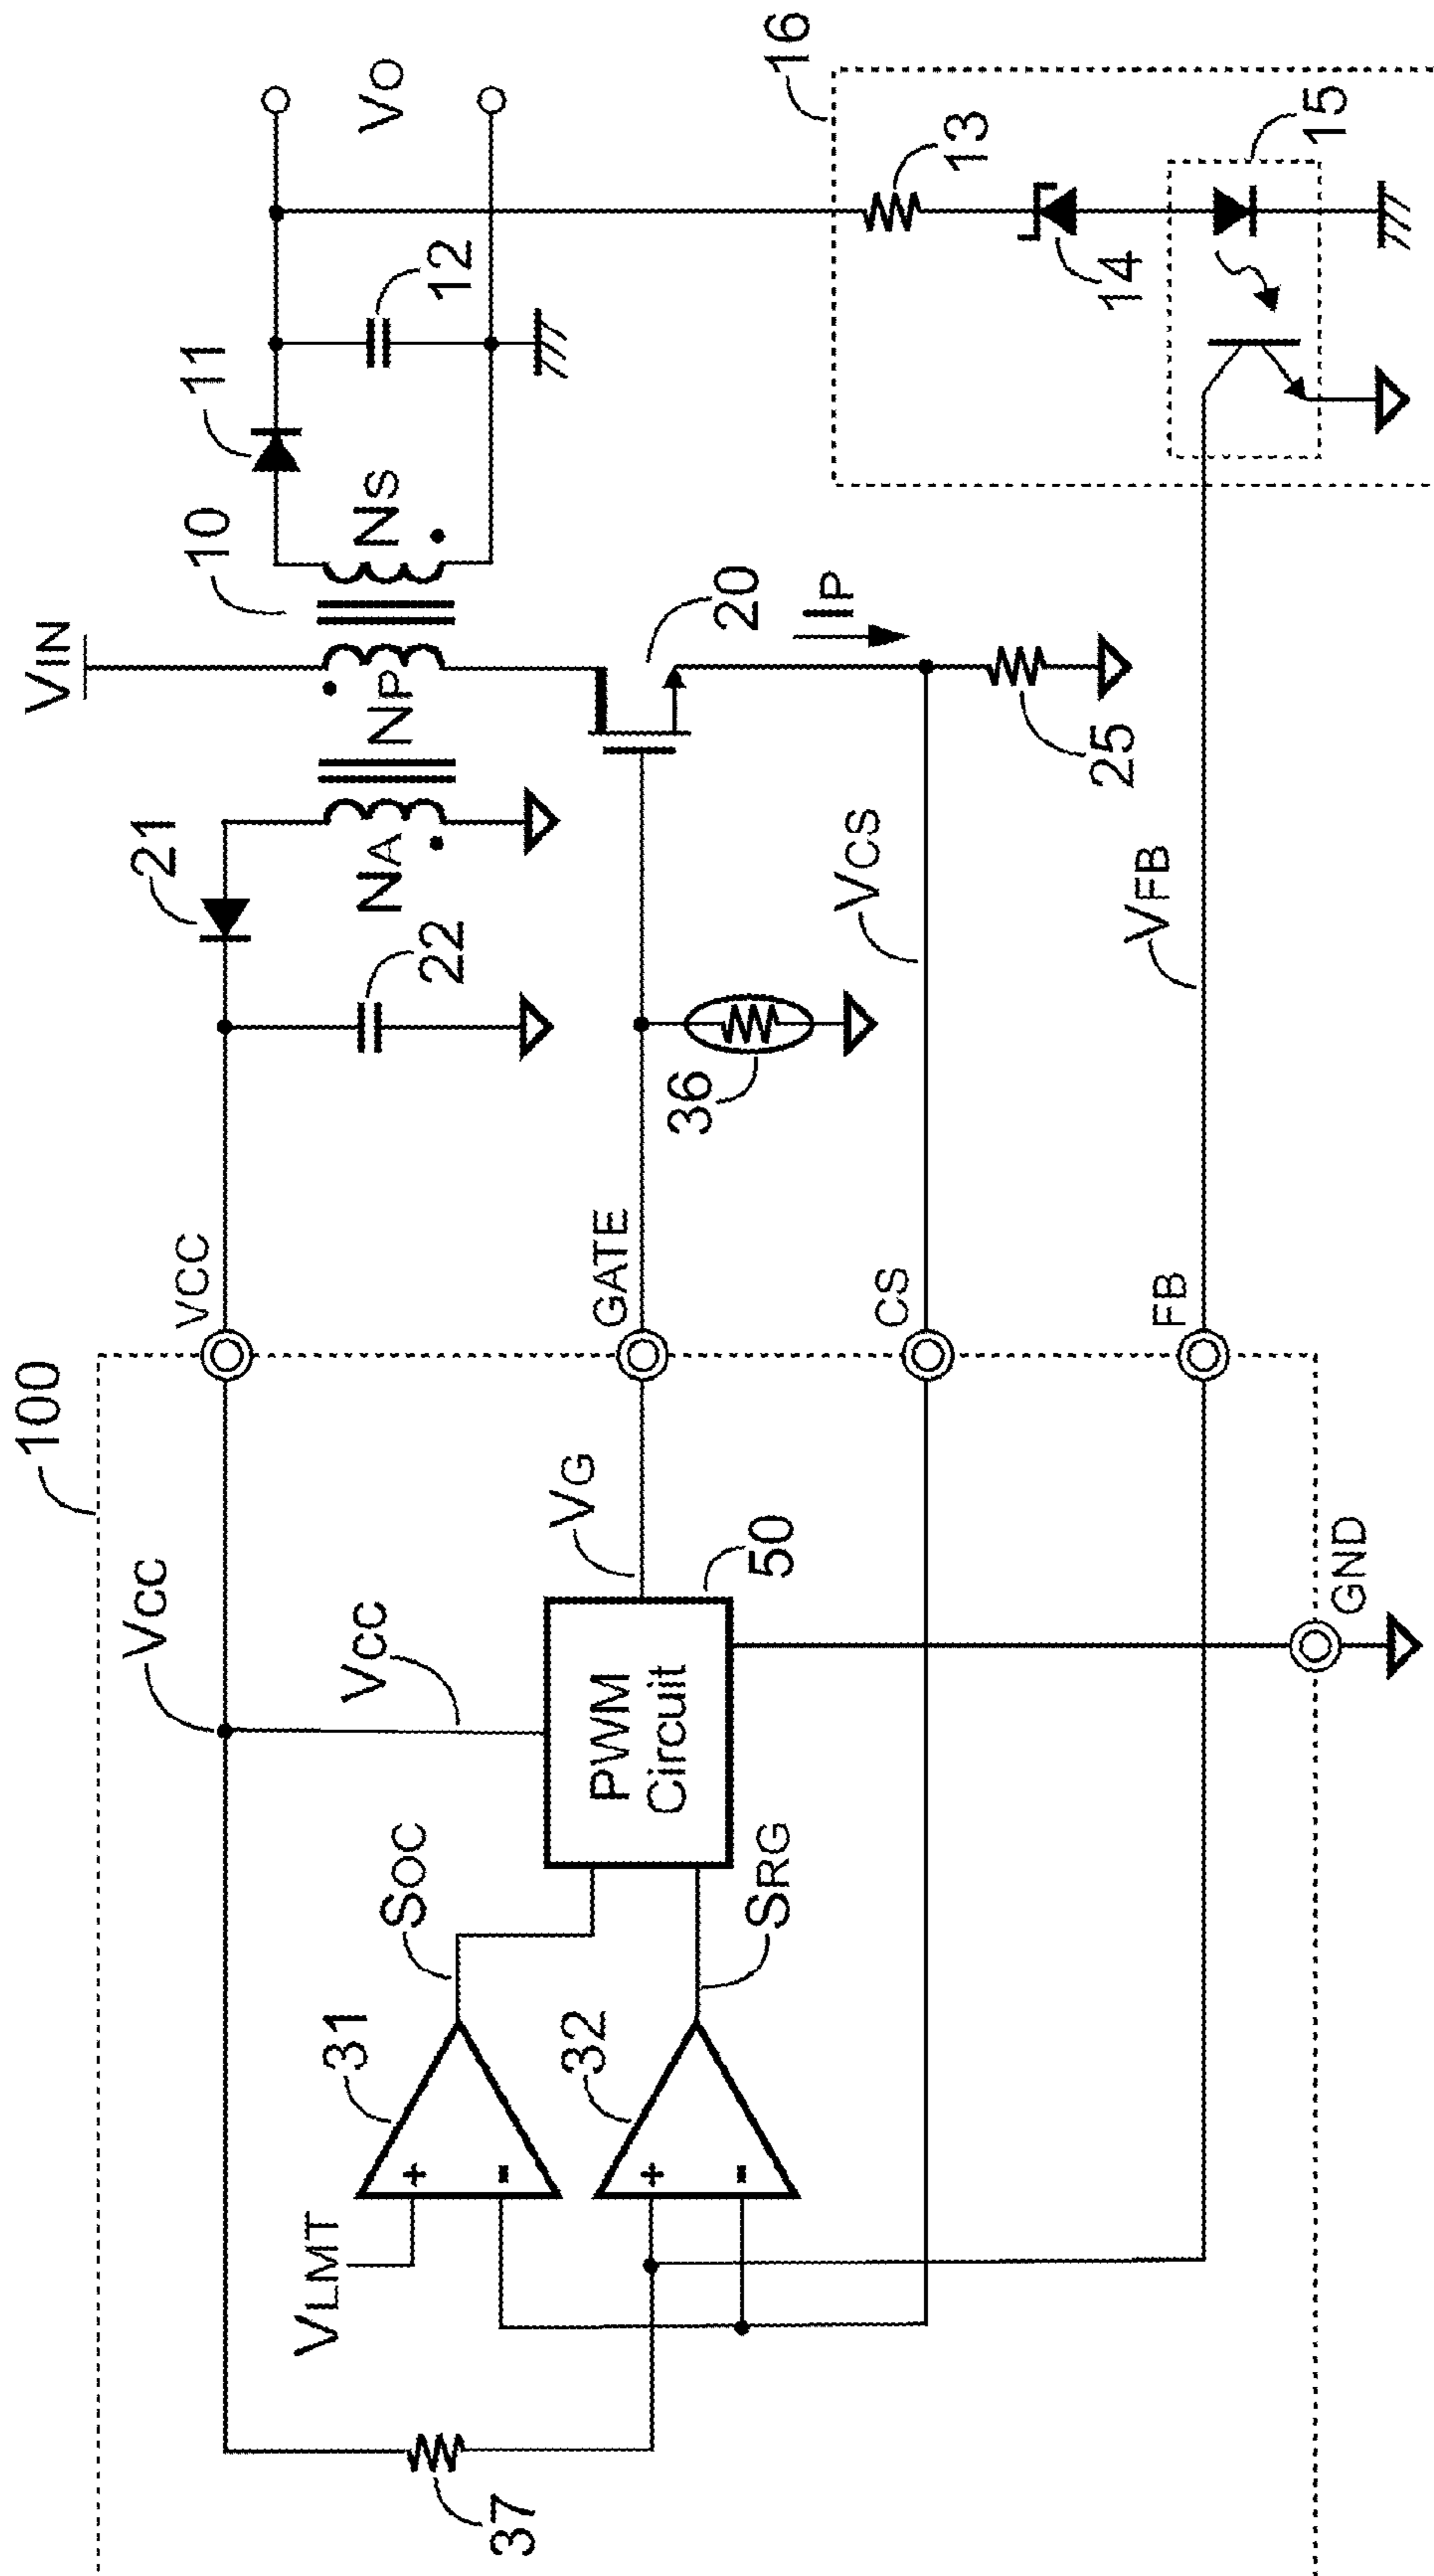 100
VCC
VCC
VCC
21
22
NA
NP
VIN
10
NS
11
12
VO
VLMT
31
SOC
37
32
SRG
PWM
Circuit
50
VG
GATE
36
20
IP
25
CS
VCS
FB
VFB
GND
16
13
14
15
+
-
+
-